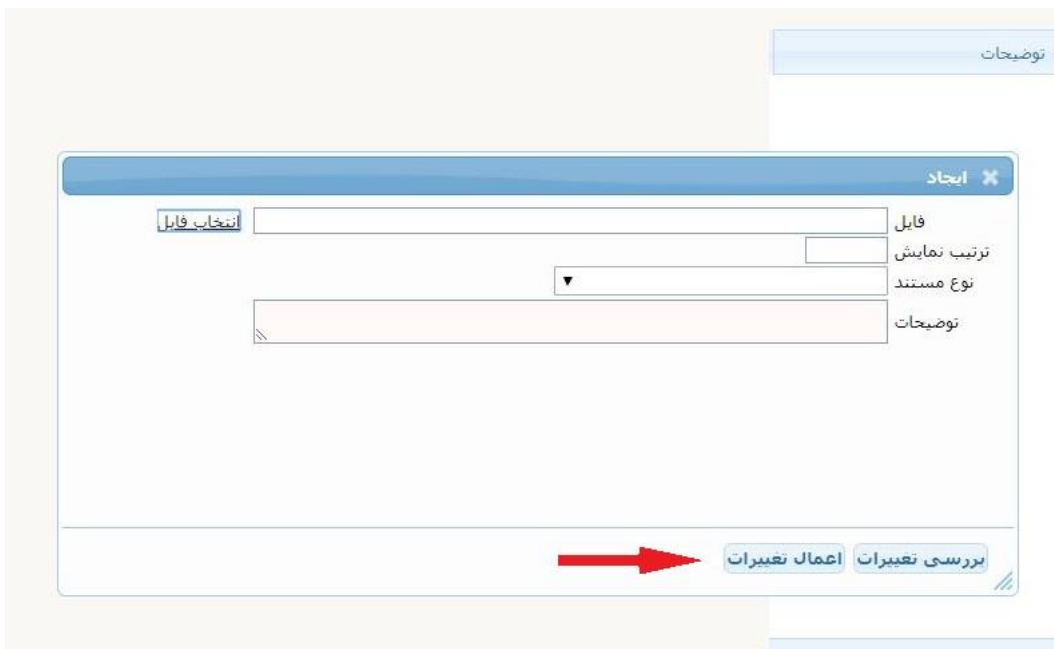 توضیحات
ایجاد
فایل انتخاب فایل
ترتیب نمایش
نوع مستند
توضیحات
بررسی تغییرات اعمال تغییرات